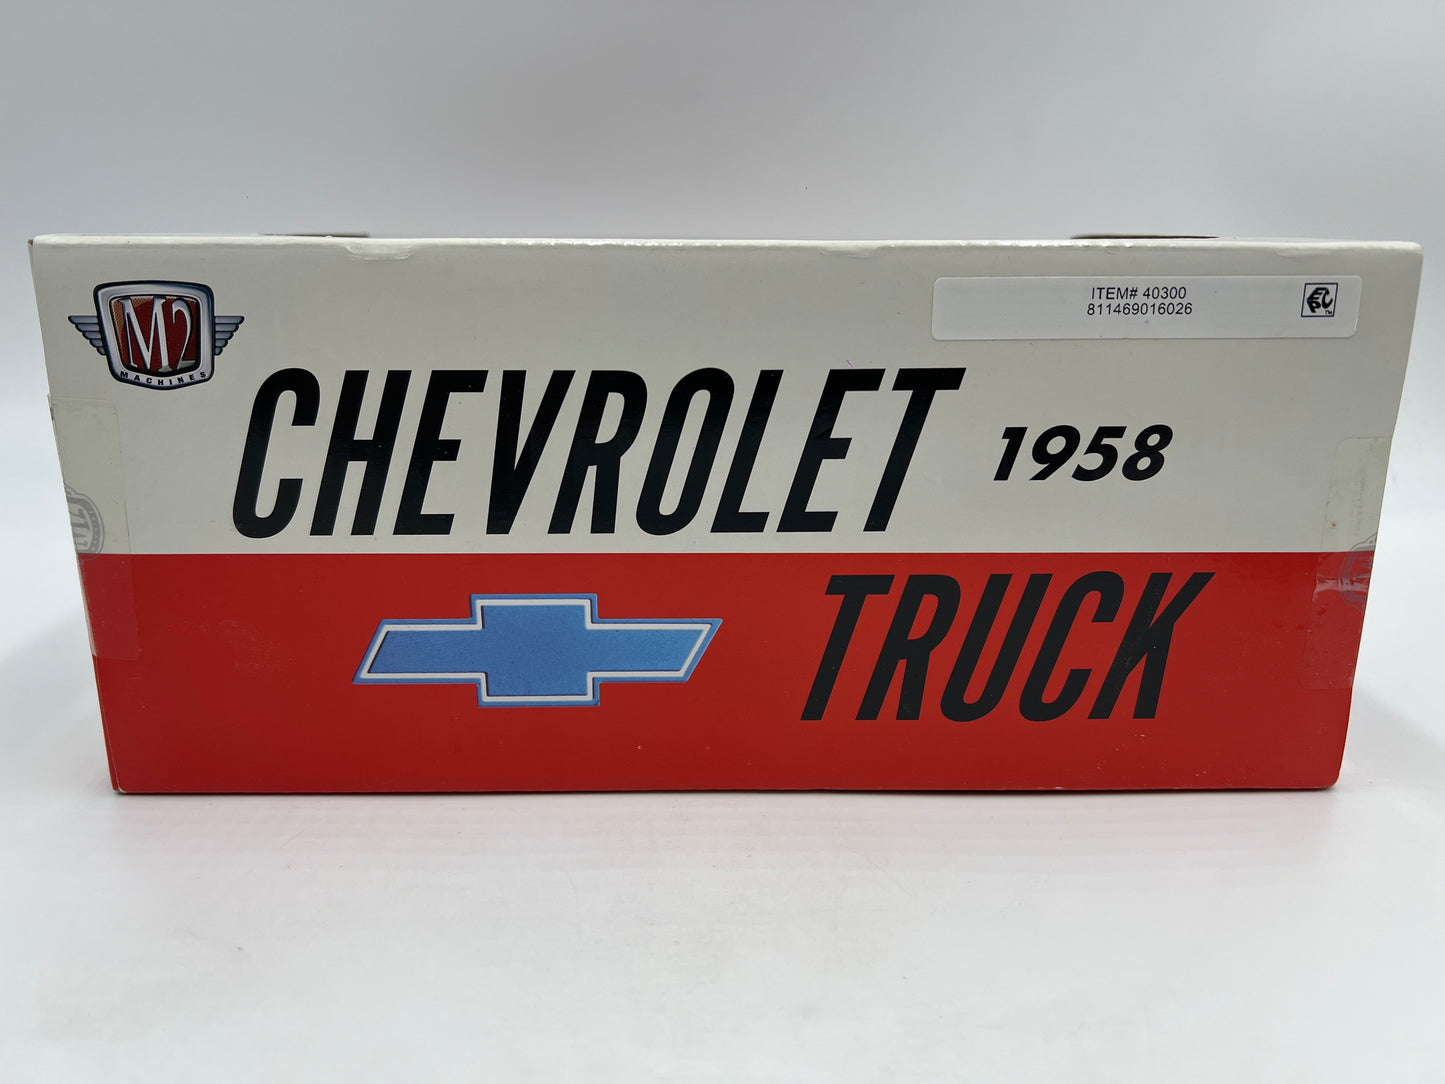 M2
MACHINES
ITEM# 40300
811469016026
CHEVROLET 1958
TRUCK